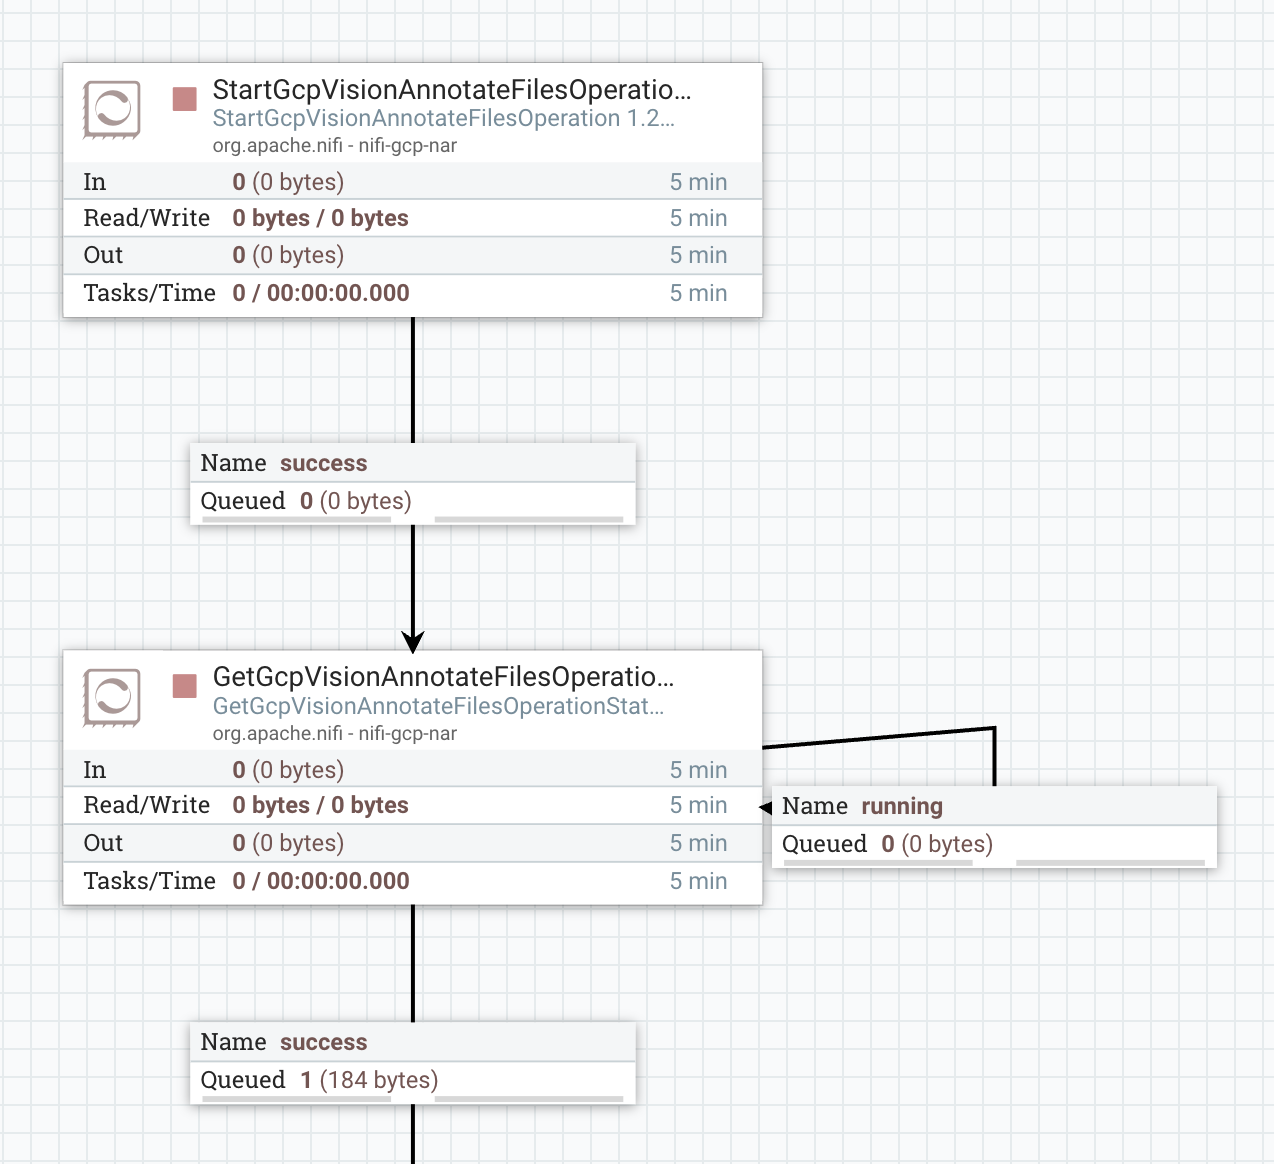 StartGcpVisionAnnotateFilesOperatio...
StartGcpVisionAnnotateFilesOperation 1.2...
org.apache.nifi - nifi-gcp-nar
In 0 (0 bytes) 5 min
Read/Write 0 bytes / 0 bytes 5 min
Out 0 (0 bytes) 5 min
Tasks/Time 0 / 00:00:00.000 5 min
Name success
Queued 0 (0 bytes)
GetGcpVisionAnnotateFilesOperatio...
GetGcpVisionAnnotateFilesOperationStat...
org.apache.nifi - nifi-gcp-nar
In 0 (0 bytes) 5 min
Read/Write 0 bytes / 0 bytes 5 min
Out 0 (0 bytes) 5 min
Tasks/Time 0 / 00:00:00.000 5 min
Name running
Queued 0 (0 bytes)
Name success
Queued 1 (184 bytes)